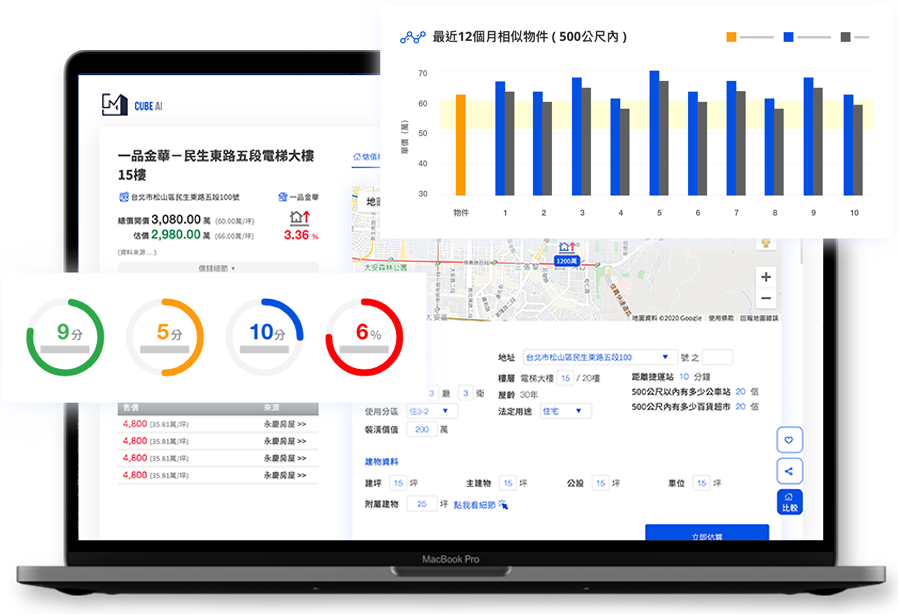 最近12個月相似物件 ( 500公尺內 )
70
60
50
40
30
單價 (萬)
物件
1
2
3
4
5
6
7
8
9
10
CUBE AI
一品金華－民生東路五段電梯大樓
15樓
台北市松山區民生東路五段100號
一品金華
總價開價 3,080.00 萬 (60.00萬/坪)
估價 2,980.00 萬 (66.00萬/坪)
3.36 %
(資料來源 ... )
價錢細節
9分
5分
10分
6%
售價 來源
4,800 (35.81萬/坪) 永慶房屋 >>
4,800 (35.81萬/坪) 永慶房屋 >>
4,800 (35.81萬/坪) 永慶房屋 >>
4,800 (35.81萬/坪) 永慶房屋 >>
大安森林公園
1200萬
+
−
地圖資料 ©2020 Google 使用條款 回報地圖錯誤
地址 台北市松山區民生東路五段100 號 之
樓層 電梯大樓 15 / 20樓
距離捷運站 10 分鐘
3 廳 3 衛
屋齡 30年
500公尺以內有多少公車站 20 個
使用分區 住3-2
法定用途 住宅
500公尺內有多少百貨超市 20 個
裝潢價值 200 萬
建物資料
建坪 15 坪 主建物 15 坪 公設 15 坪 車位 15 坪
附屬建物 25 坪 點我看細節
比較
立即估算
MacBook Pro